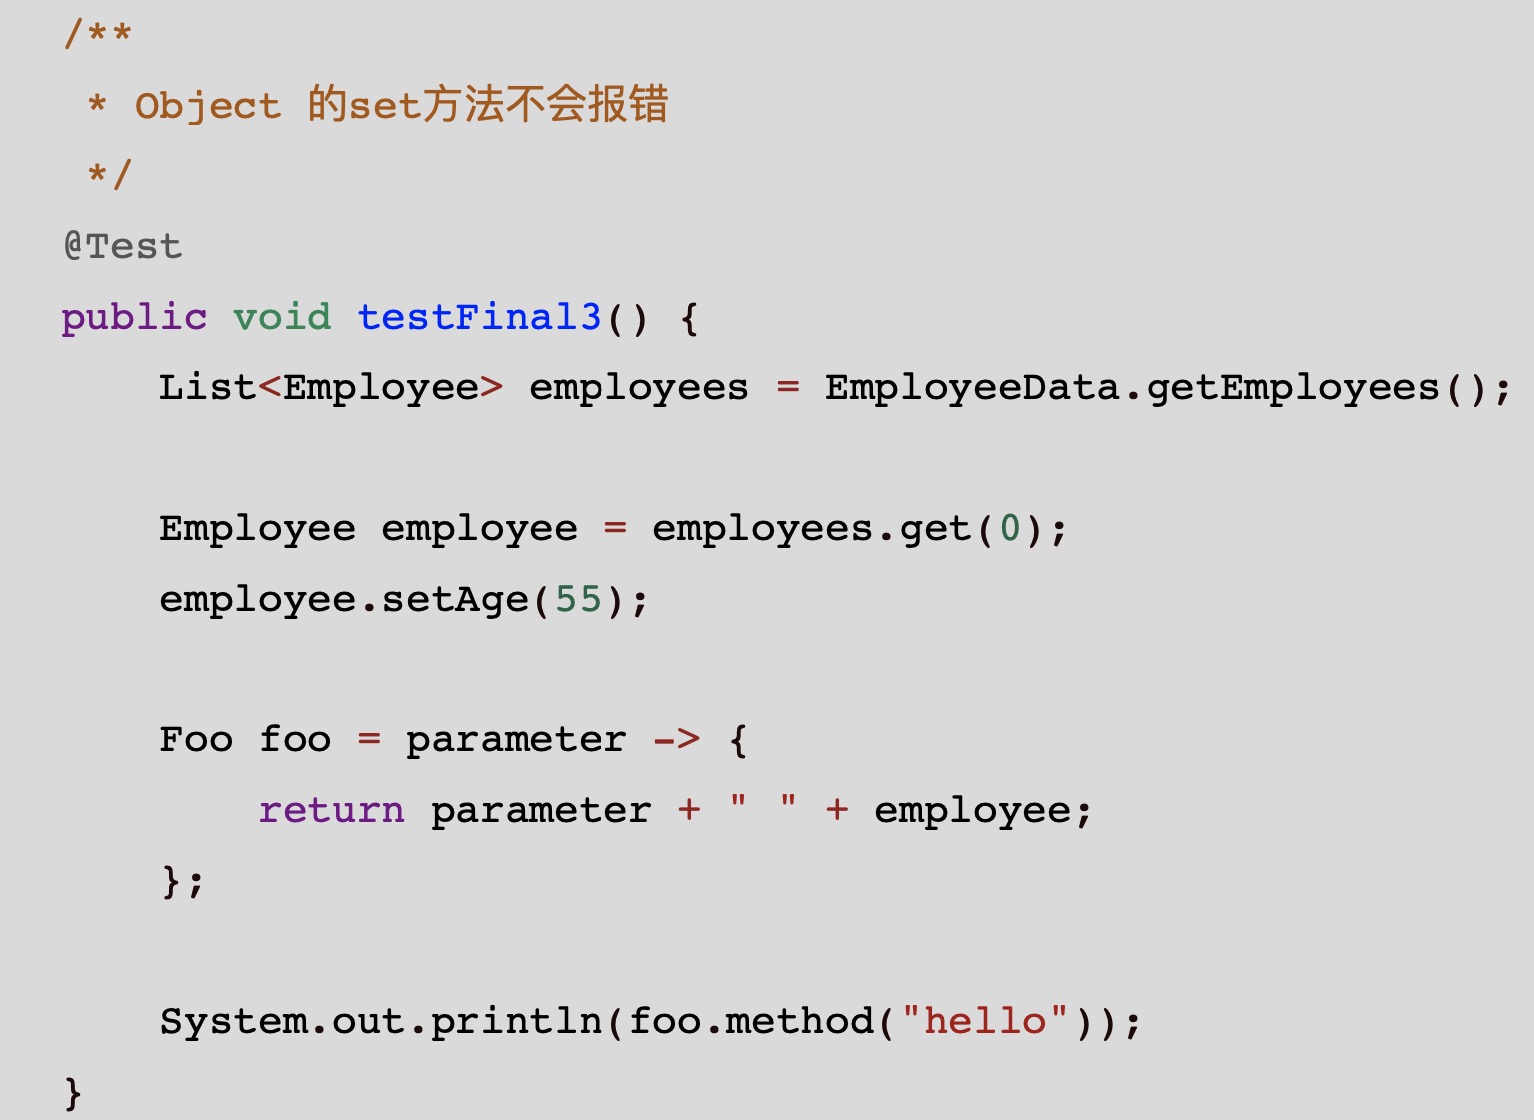 /**
 * Object 的set方法不会报错
 */
@Test
public void testFinal3() {
    List<Employee> employees = EmployeeData.getEmployees();
    Employee employee = employees.get(0);
    employee.setAge(55);
    Foo foo = parameter -> {
        return parameter + " " + employee;
    };
    System.out.println(foo.method("hello"));
}